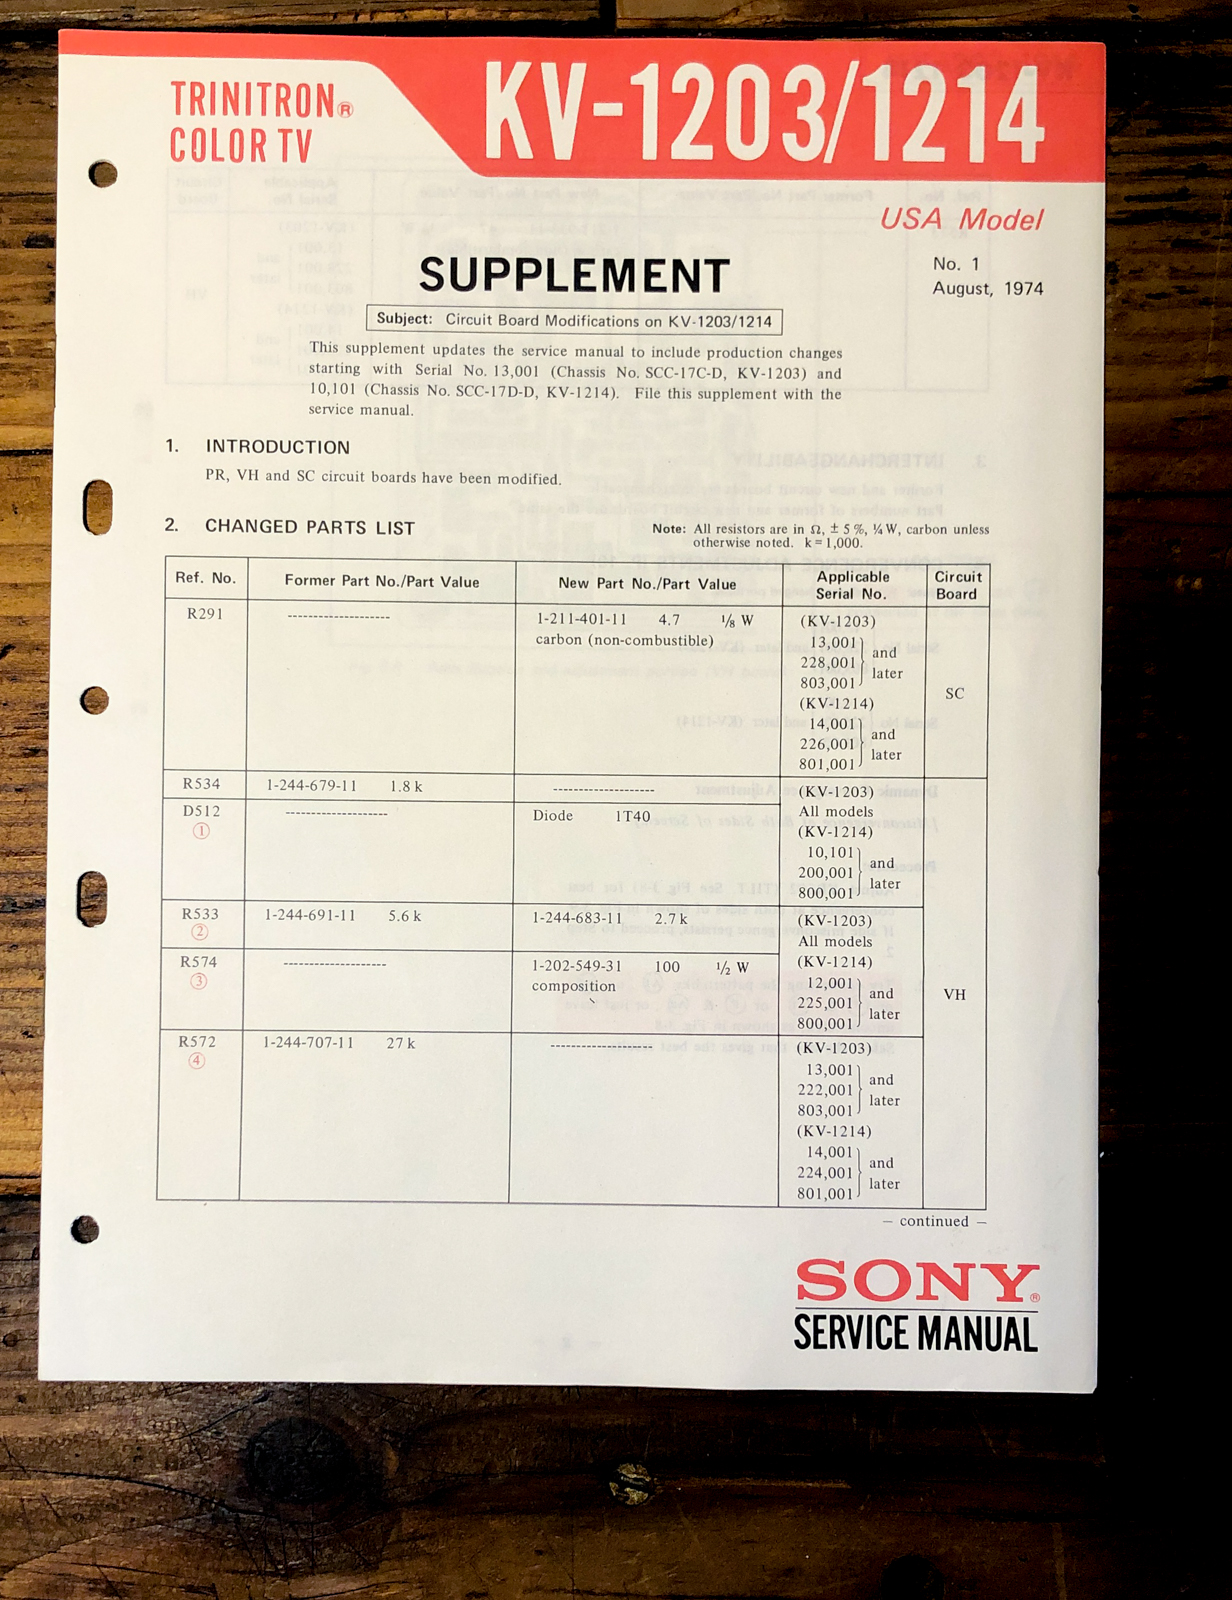 TRINITRON®
COLOR TV
KV-1203/1214
USA Model
SUPPLEMENT
No. 1
August, 1974
Subject: Circuit Board Modifications on KV-1203/1214
This supplement updates the service manual to include production changes
starting with Serial No. 13,001 (Chassis No. SCC-17C-D, KV-1203) and
10,101 (Chassis No. SCC-17D-D, KV-1214). File this supplement with the
service manual.
1. INTRODUCTION
PR, VH and SC circuit boards have been modified.
2. CHANGED PARTS LIST
Note: All resistors are in Ω, ± 5 %, ¼ W, carbon unless
otherwise noted. k = 1,000.
Ref. No. Former Part No./Part Value New Part No./Part Value Applicable Serial No. Circuit Board
R291 -------------------- 1-211-401-11 4.7 ⅛ W
carbon (non-combustible)
(KV-1203)
13,001
228,001
803,001
and
later
(KV-1214)
14,001
226,001
801,001
and
later
SC
R534 1-244-679-11 1.8 k --------------------
D512 -------------------- Diode 1T40
①
(KV-1203)
All models
(KV-1214)
10,101
200,001
800,001
and
later
R533 1-244-691-11 5.6 k 1-244-683-11 2.7 k
②
R574 -------------------- 1-202-549-31 100 ½ W
③
composition
(KV-1203)
All models
(KV-1214)
12,001
225,001
800,001
and
later
VH
R572 1-244-707-11 27 k --------------------
④
(KV-1203)
13,001
222,001
803,001
and
later
(KV-1214)
14,001
224,001
801,001
and
later
— continued —
SONY®
SERVICE MANUAL